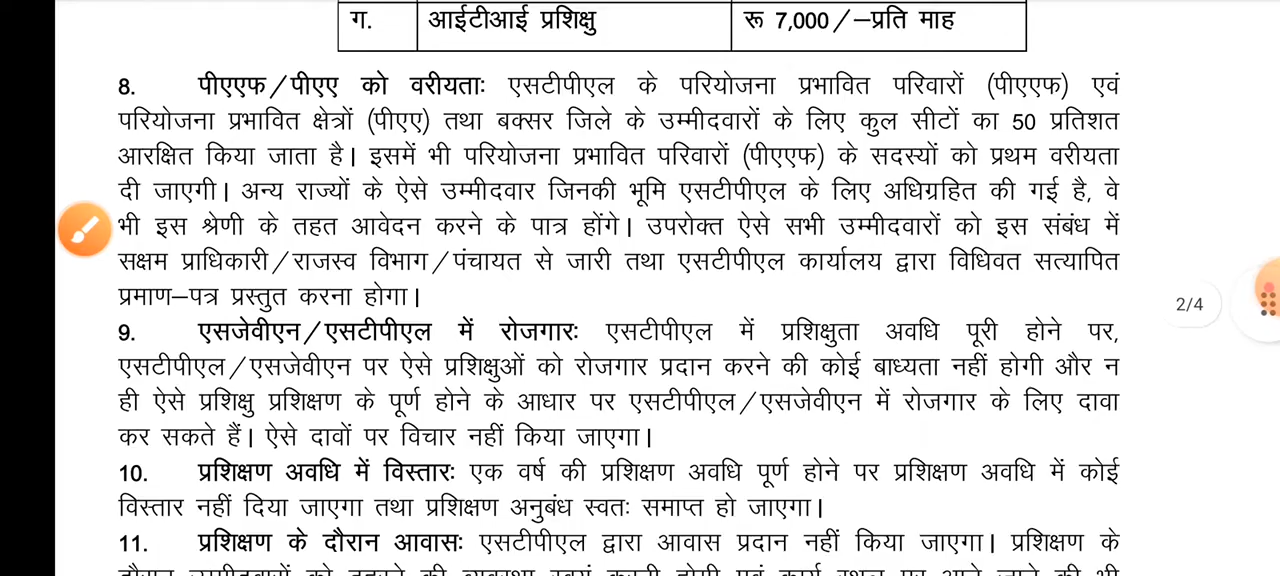 ग. आईटीआई प्रशिक्षु रू 7,000/–प्रति माह
8. पीएएफ/पीएए को वरीयताः एसटीपीएल के परियोजना प्रभावित परिवारों (पीएएफ) एवं
परियोजना प्रभावित क्षेत्रों (पीएए) तथा बक्सर जिले के उम्मीदवारों के लिए कुल सीटों का 50 प्रतिशत
आरक्षित किया जाता है। इसमें भी परियोजना प्रभावित परिवारों (पीएएफ) के सदस्यों को प्रथम वरीयता
दी जाएगी। अन्य राज्यों के ऐसे उम्मीदवार जिनकी भूमि एसटीपीएल के लिए अधिग्रहित की गई है, वे
भी इस श्रेणी के तहत आवेदन करने के पात्र होंगे। उपरोक्त ऐसे सभी उम्मीदवारों को इस संबंध में
सक्षम प्राधिकारी/राजस्व विभाग/पंचायत से जारी तथा एसटीपीएल कार्यालय द्वारा विधिवत सत्यापित
प्रमाण–पत्र प्रस्तुत करना होगा।
2/4
9. एसजेवीएन/एसटीपीएल में रोजगारः एसटीपीएल में प्रशिक्षुता अवधि पूरी होने पर,
एसटीपीएल/एसजेवीएन पर ऐसे प्रशिक्षुओं को रोजगार प्रदान करने की कोई बाध्यता नहीं होगी और न
ही ऐसे प्रशिक्षु प्रशिक्षण के पूर्ण होने के आधार पर एसटीपीएल/एसजेवीएन में रोजगार के लिए दावा
कर सकते हैं। ऐसे दावों पर विचार नहीं किया जाएगा।
10. प्रशिक्षण अवधि में विस्तारः एक वर्ष की प्रशिक्षण अवधि पूर्ण होने पर प्रशिक्षण अवधि में कोई
विस्तार नहीं दिया जाएगा तथा प्रशिक्षण अनुबंध स्वतः समाप्त हो जाएगा।
11. प्रशिक्षण के दौरान आवासः एसटीपीएल द्वारा आवास प्रदान नहीं किया जाएगा। प्रशिक्षण के